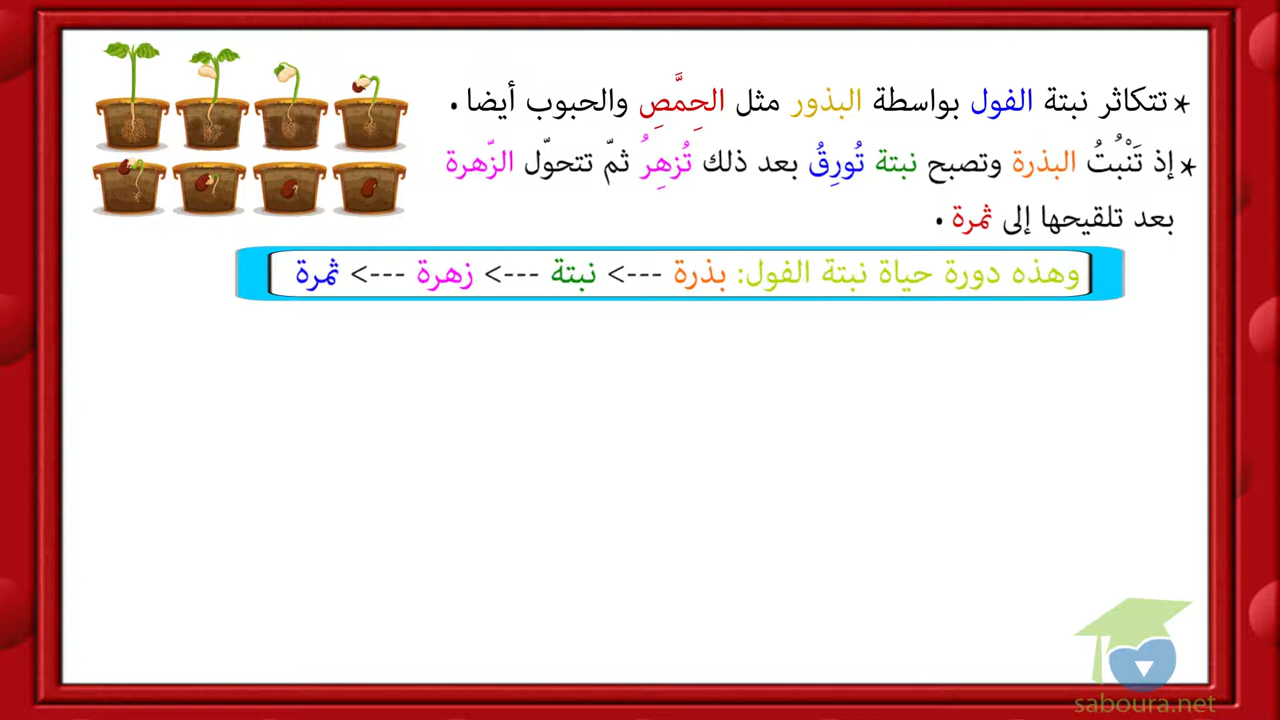 * تتكاثر نبتة الفول بواسطة البذور مثل الحِمَّصِ والحبوب أيضا.
* إذ تَنْبُتُ البذرة وتصبح نبتة تُورِقُ بعد ذلك تُزهِرُ ثمّ تتحوّل الزّهرة
بعد تلقيحها إلى ثمرة.
وهذه دورة حياة نبتة الفول: بذرة ---> نبتة ---> زهرة ---> ثمرة
saboura.net